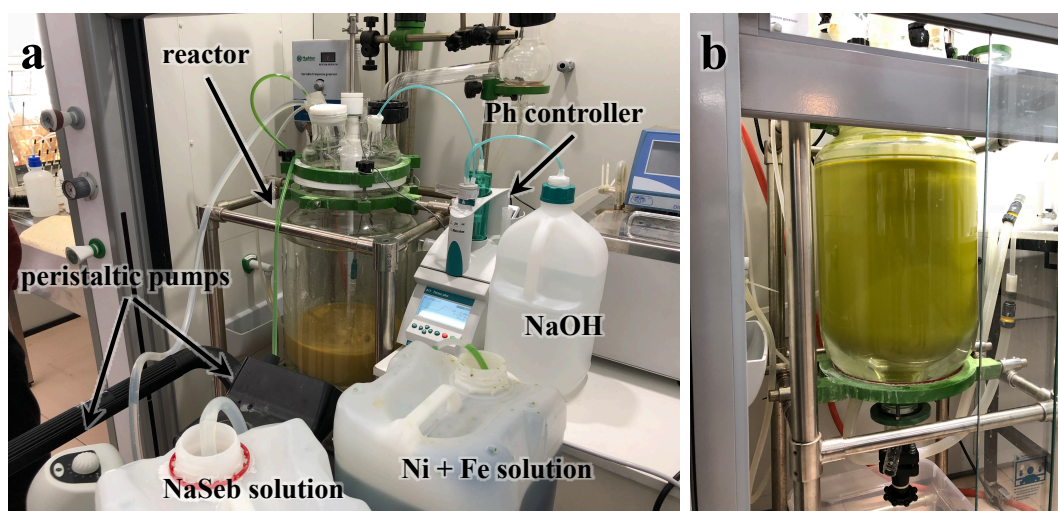 a
reactor
Ph controller
peristaltic pumps
NaOH
NaSeb solution
Ni + Fe solution
b